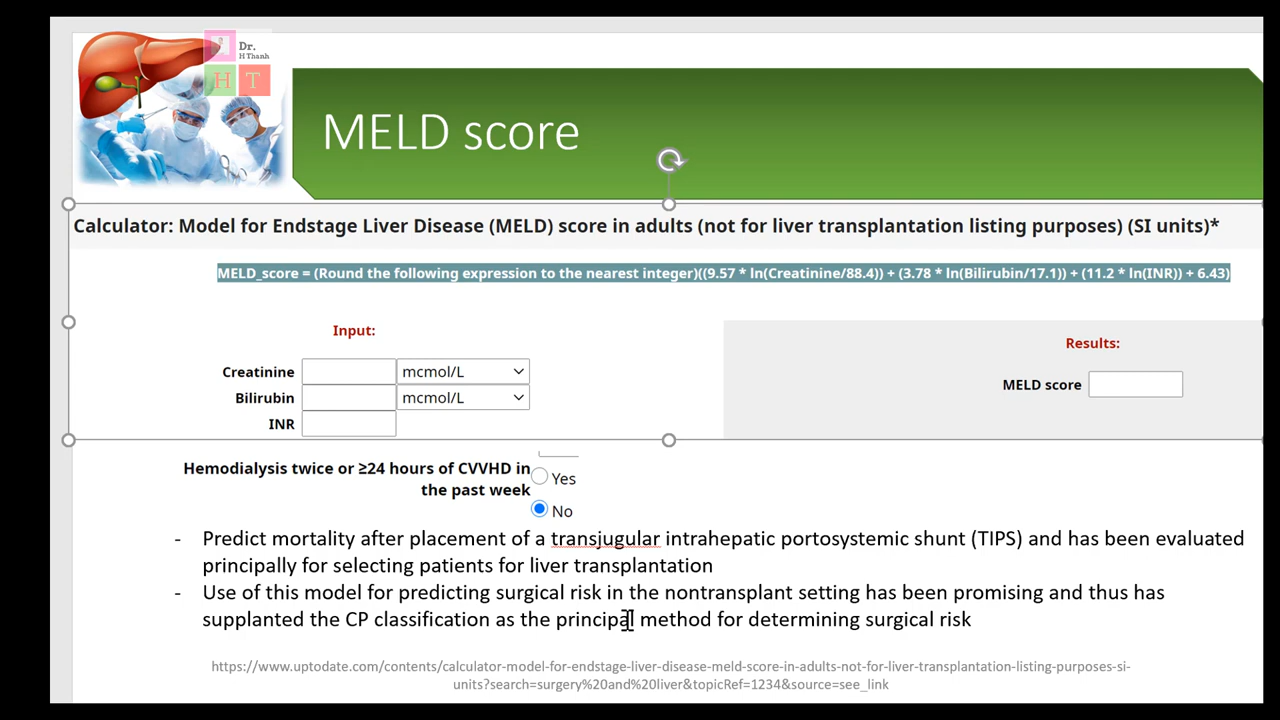 Dr.
H Thanh
H T
MELD score
Calculator: Model for Endstage Liver Disease (MELD) score in adults (not for liver transplantation listing purposes) (SI units)*
MELD_score = (Round the following expression to the nearest integer)((9.57 * ln(Creatinine/88.4)) + (3.78 * ln(Bilirubin/17.1)) + (11.2 * ln(INR)) + 6.43)
Input:
Results:
Creatinine mcmol/L
MELD score
Bilirubin mcmol/L
INR
Hemodialysis twice or ≥24 hours of CVVHD in
the past week
Yes
No
- Predict mortality after placement of a transjugular intrahepatic portosystemic shunt (TIPS) and has been evaluated
principally for selecting patients for liver transplantation
- Use of this model for predicting surgical risk in the nontransplant setting has been promising and thus has
supplanted the CP classification as the principal method for determining surgical risk
https://www.uptodate.com/contents/calculator-model-for-endstage-liver-disease-meld-score-in-adults-not-for-liver-transplantation-listing-purposes-si-
units?search=surgery%20and%20liver&topicRef=1234&source=see_link